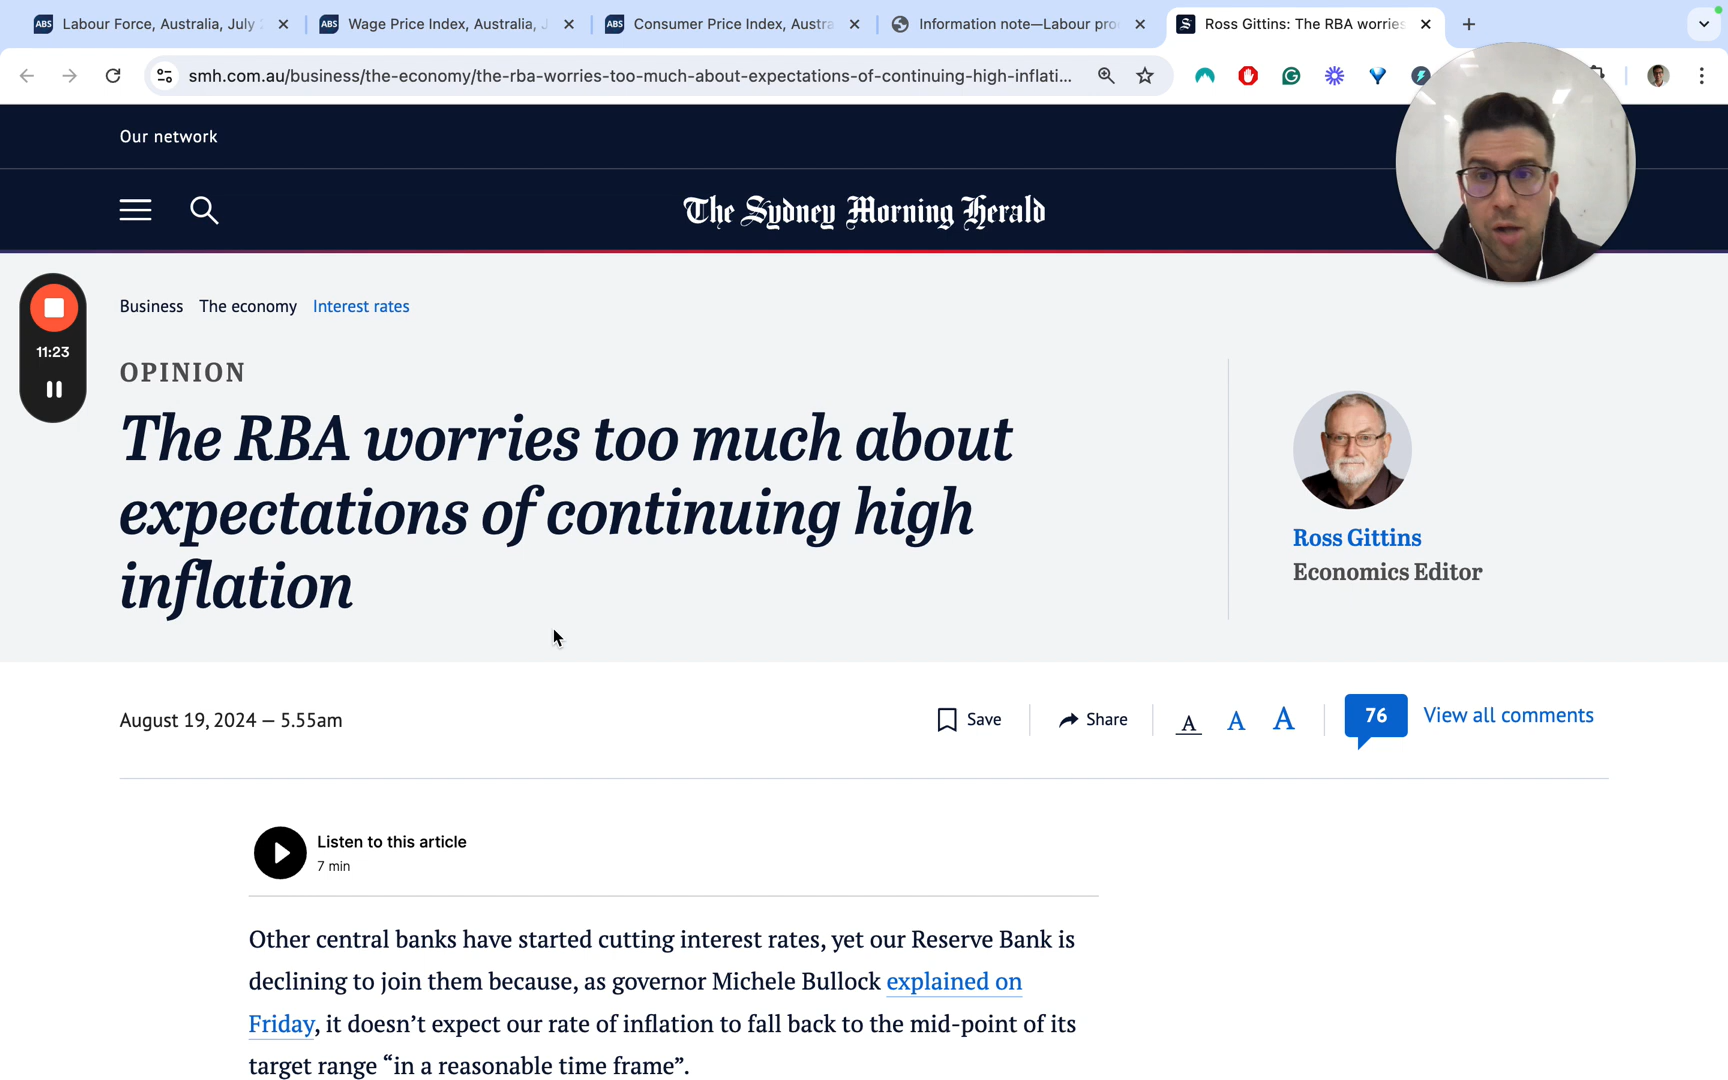 Labour Force, Australia, July
Wage Price Index, Australia, J
Consumer Price Index, Austra
Information note—Labour pro
Ross Gittins: The RBA worries
smh.com.au/business/the-economy/the-rba-worries-too-much-about-expectations-of-continuing-high-inflati...
Our network
The Sydney Morning Herald
11:23
Business The economy Interest rates
OPINION
The RBA worries too much about
expectations of continuing high
inflation
Ross Gittins
Economics Editor
August 19, 2024 — 5.55am
Save
Share
A A A
76
View all comments
Listen to this article
7 min
Other central banks have started cutting interest rates, yet our Reserve Bank is
declining to join them because, as governor Michele Bullock explained on
Friday, it doesn’t expect our rate of inflation to fall back to the mid-point of its
target range “in a reasonable time frame”.